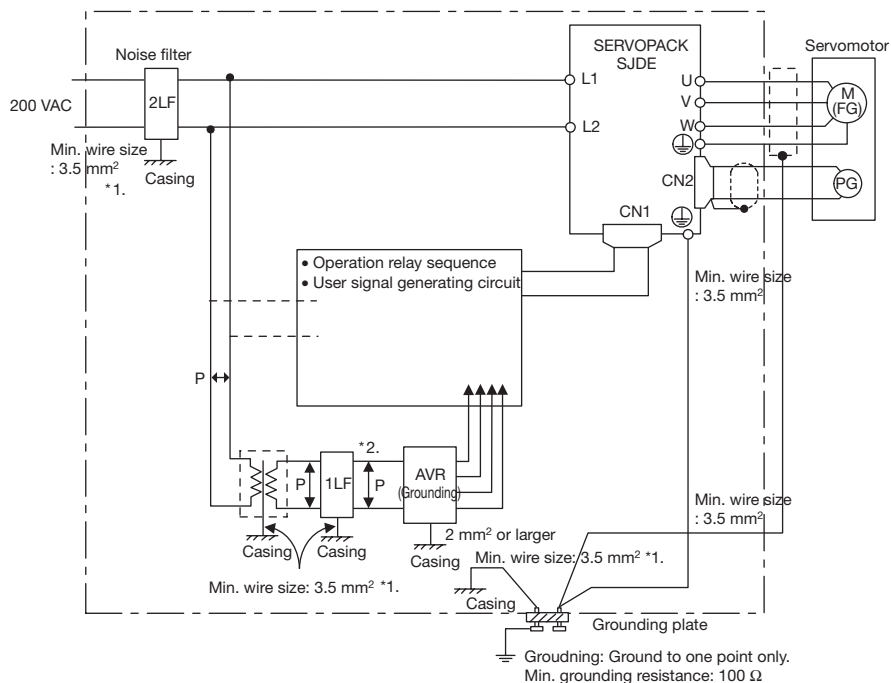 Noise filter
SERVOPACK
SJDE
Servomotor
200 VAC
2LF
L1
L2
U
V
W
M
(FG)
Min. wire size
: 3.5 mm²
*1.
Casing
CN2
PG
CN1
• Operation relay sequence
• User signal generating circuit
Min. wire size
: 3.5 mm²
P
*2.
P
1LF
P
AVR
(Grounding)
Min. wire size
: 3.5 mm²
Casing
Casing
Casing
2 mm² or larger
Min. wire size: 3.5 mm² *1.
Min. wire size: 3.5 mm² *1.
Casing
Grounding plate
Groudning: Ground to one point only.
Min. grounding resistance: 100 Ω